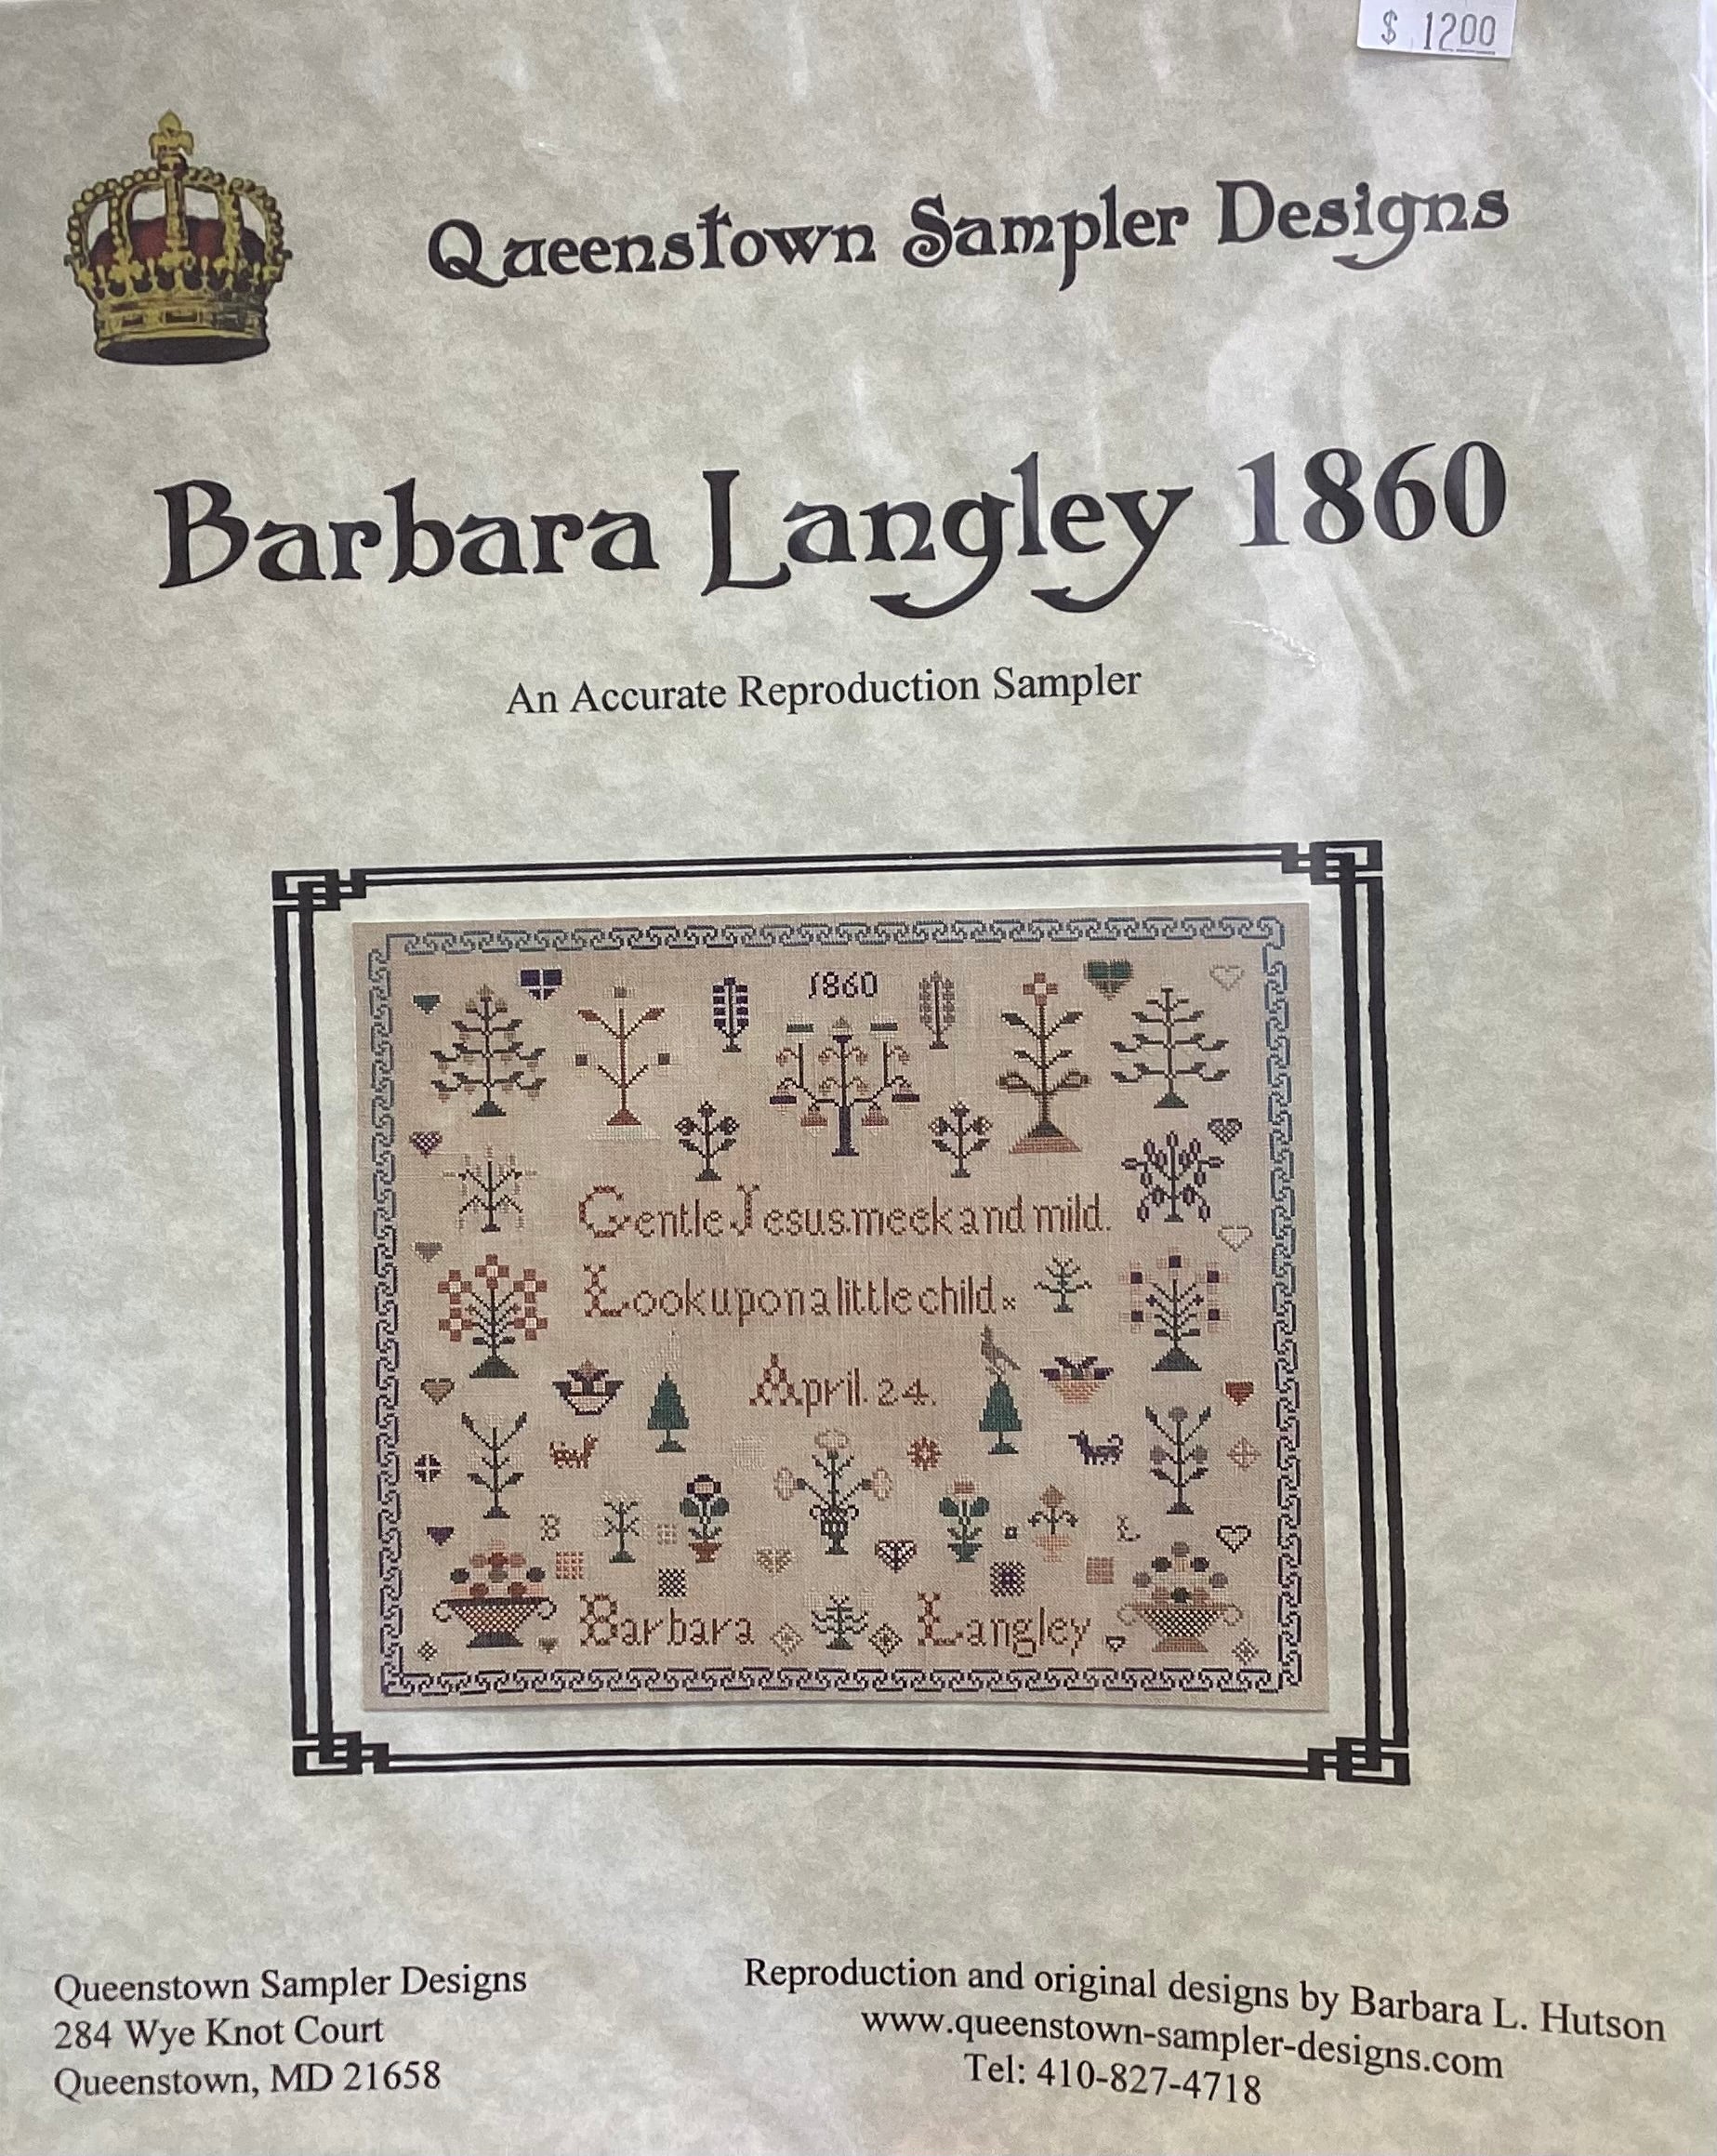 $ 1200
Queenstown Sampler Designs
Barbara Langley 1860
An Accurate Reproduction Sampler
1860
Gentle Jesus.meek and mild.
Look upon a little child×
April. 24.
B L
Barbara Langley
Queenstown Sampler Designs
284 Wye Knot Court
Queenstown, MD 21658
Reproduction and original designs by Barbara L. Hutson
www.queenstown-sampler-designs.com
Tel: 410-827-4718